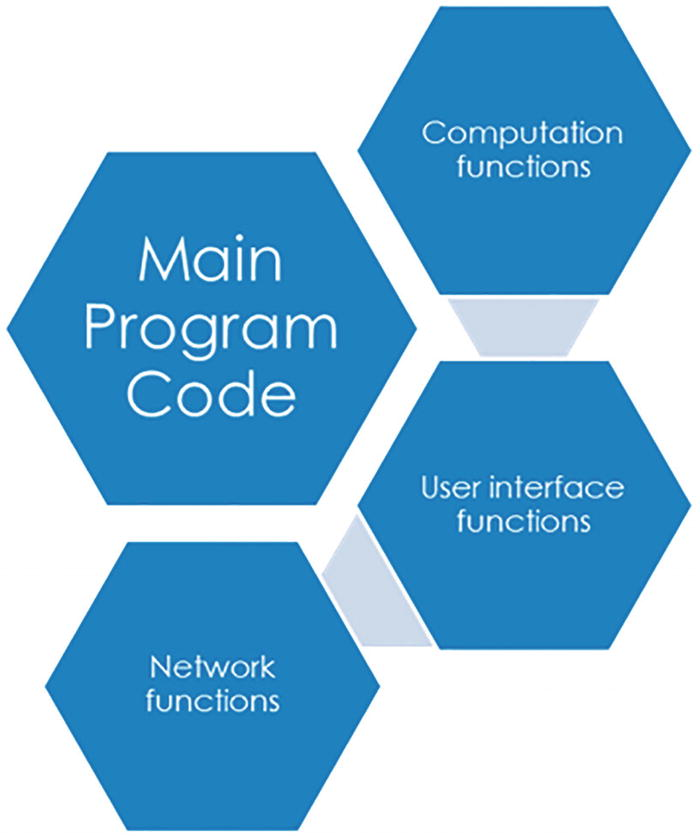 Main
Program
Code
Computation
functions
User interface
functions
Network
functions